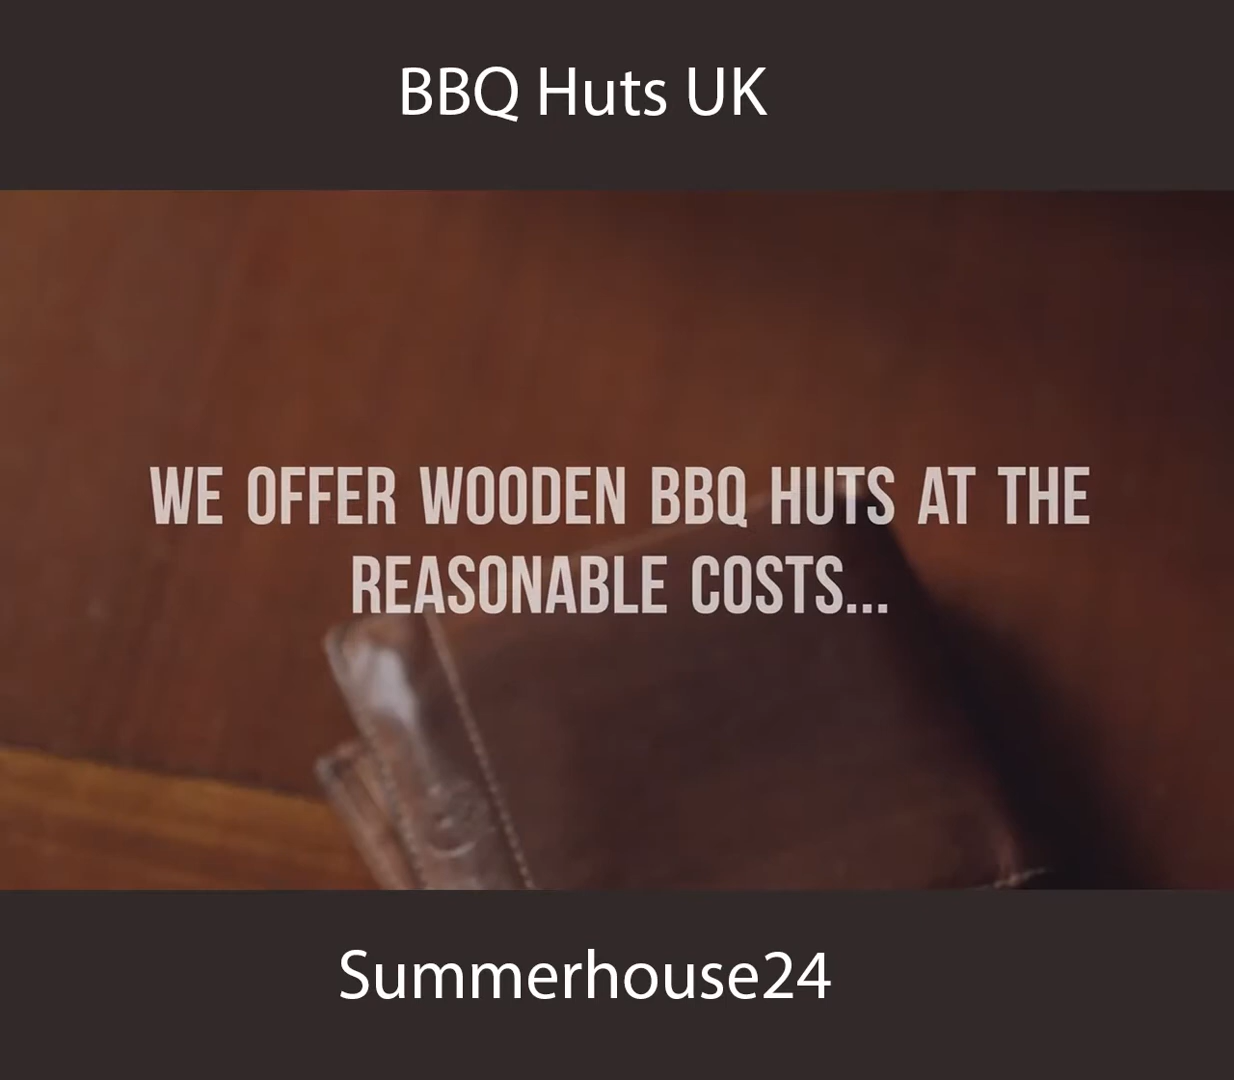 BBQ Huts UK
WE OFFER WOODEN BBQ HUTS AT THE
REASONABLE COSTS...
Summerhouse24